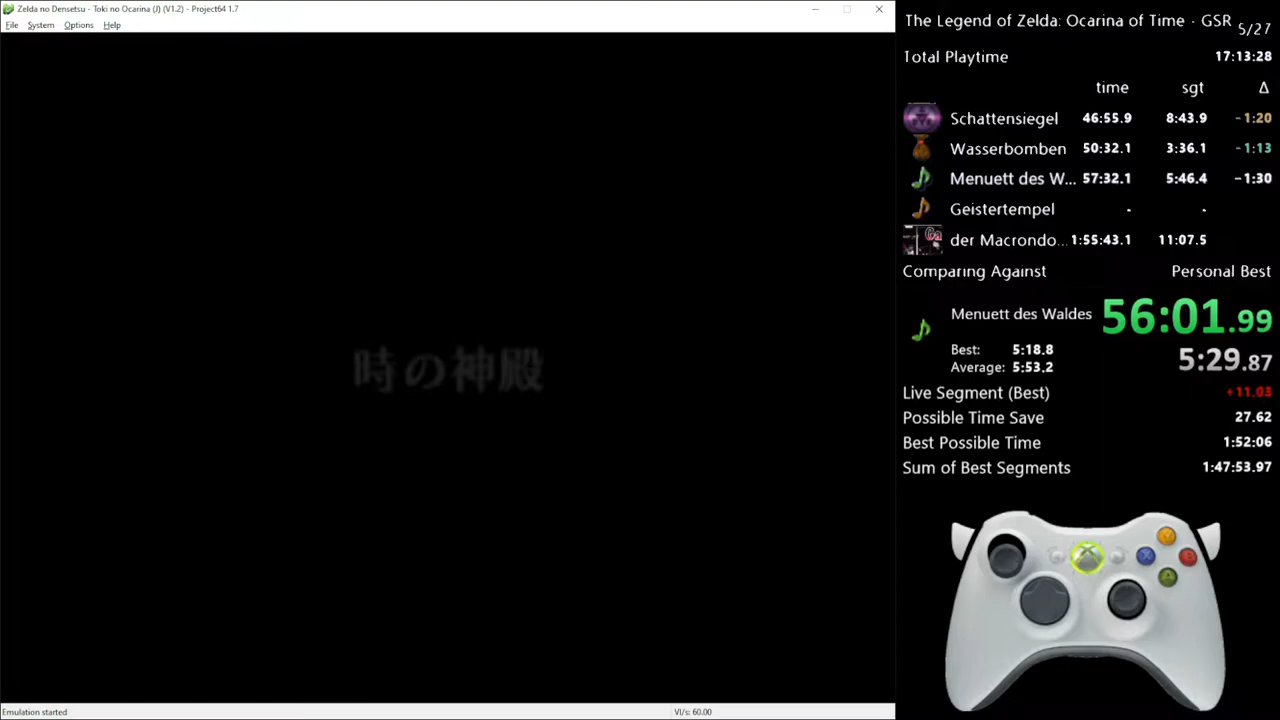 Zelda no Densetsu - Toki no Ocarina (J) (V1.2) - Project64 1.7
File System Options Help
時の神殿
Emulation started
VI/s: 60.00
The Legend of Zelda: Ocarina of Time · GSR 5/27
Total Playtime 17:13:28
time sgt Δ
Schattensiegel 46:55.9 8:43.9 -1:20
Wasserbomben 50:32.1 3:36.1 -1:13
Menuett des W... 57:32.1 5:46.4 -1:30
Geistertempel - -
der Macrondo... 1:55:43.1 11:07.5
Comparing Against Personal Best
Menuett des Waldes 56:01.99
Best: 5:18.8
Average: 5:53.2
5:29.87
Live Segment (Best) +11.03
Possible Time Save 27.62
Best Possible Time 1:52:06
Sum of Best Segments 1:47:53.97